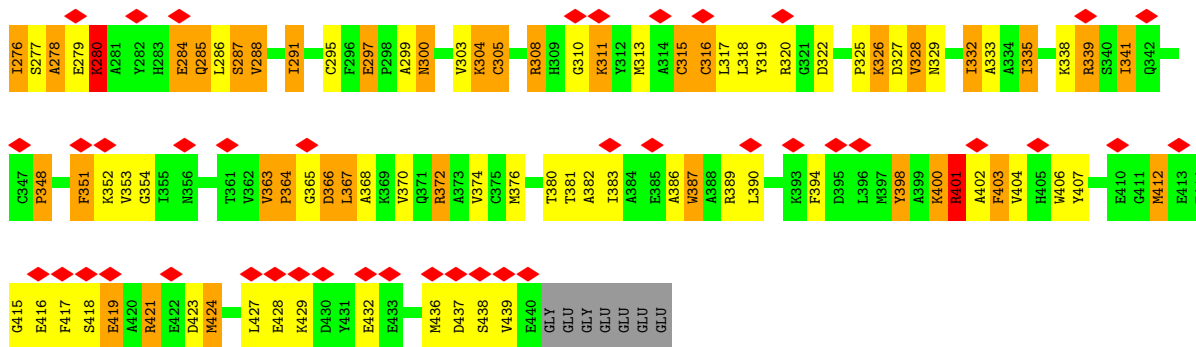 I276 S277 A278 E279 K280 A281 Y282 H283 E284 Q285 L286 S287 V288 I291 C295 F296 E297 P298 A299 N300 V303 K304 C305 R308 H309 G310 K311 Y312 M313 A314 C315 C316 L317 L318 Y319 R320 G321 D322 P325 K326 D327 V328 N329 I332 A333 A334 I335 K338 R339 S340 I341 Q342
C347 P348 F351 K352 V353 G354 I355 N356 T361 V362 V363 P364 G365 D366 L367 A368 K369 V370 Q371 R372 A373 V374 C375 M376 T380 T381 A382 I383 A384 E385 A386 W387 A388 R389 L390 K393 F394 D395 L396 M397 Y398 A399 K400 R401 A402 F403 V404 H405 W406 Y407 E410 G411 M412 E413
G415 E416 F417 S418 E419 A420 R421 E422 D423 M424 L427 E428 K429 D430 Y431 E432 E433 M436 D437 S438 V439 E440 GLY GLU GLY GLU GLU GLU GLU